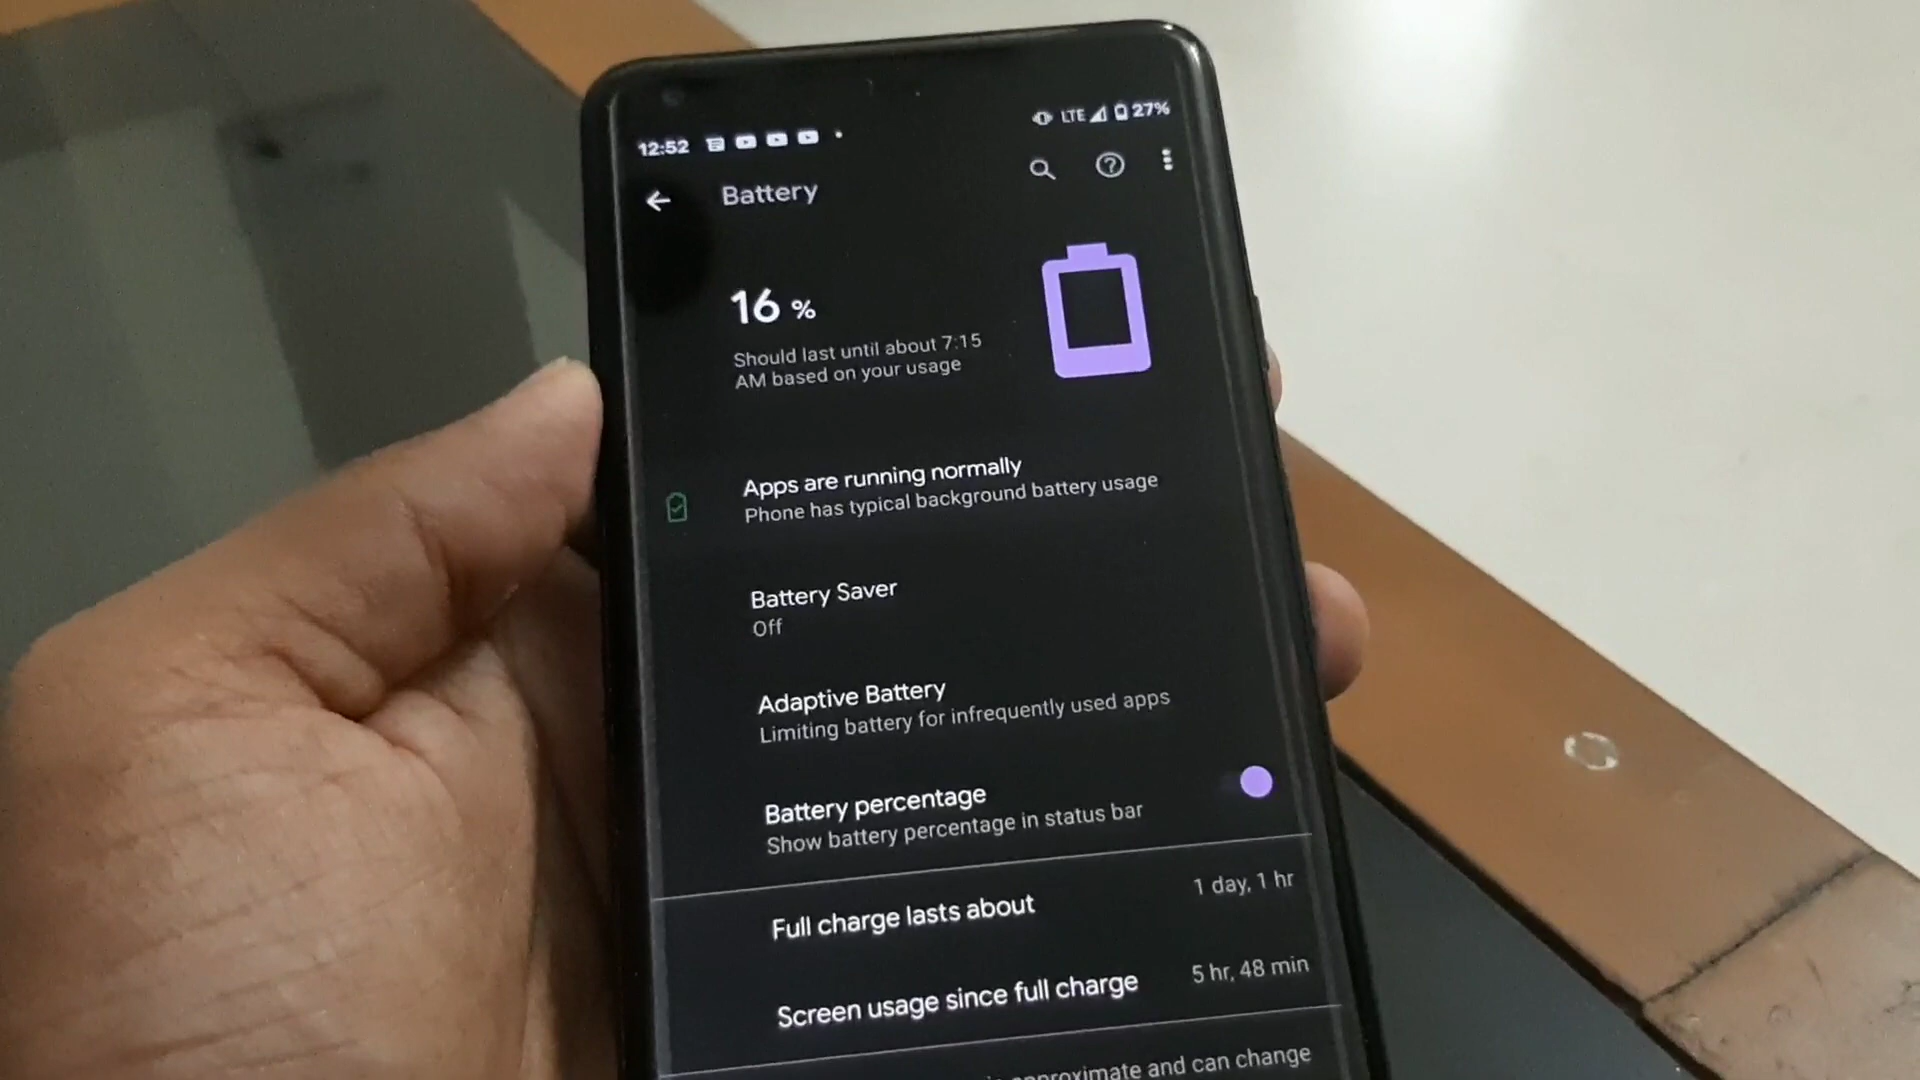 12:52 LTE 27%
Battery
16 %
Should last until about 7:15
AM based on your usage
Apps are running normally
Phone has typical background battery usage
Battery Saver
Off
Adaptive Battery
Limiting battery for infrequently used apps
Battery percentage
Show battery percentage in status bar
Full charge lasts about 1 day, 1 hr
Screen usage since full charge 5 hr, 48 min
and can change